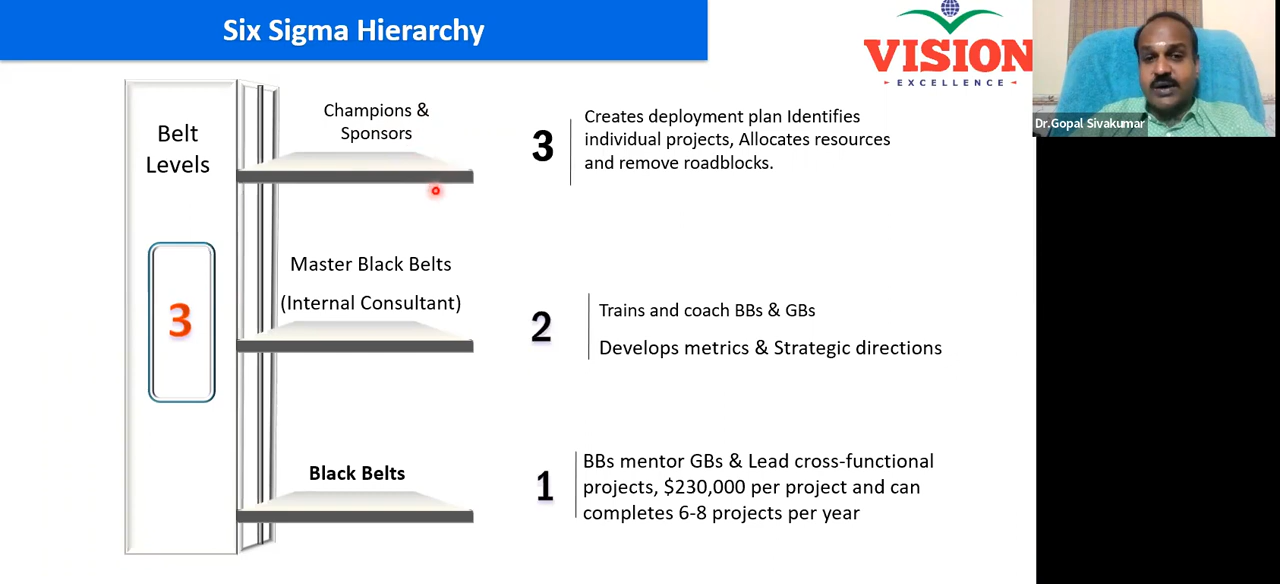 Six Sigma Hierarchy
VISION
EXCELLENCE
Dr.Gopal Sivakumar
Belt
Levels
3
Champions &
Sponsors
3
Creates deployment plan Identifies
individual projects, Allocates resources
and remove roadblocks.
Master Black Belts
(Internal Consultant)
2
Trains and coach BBs & GBs
Develops metrics & Strategic directions
Black Belts
1
BBs mentor GBs & Lead cross-functional
projects, $230,000 per project and can
completes 6-8 projects per year